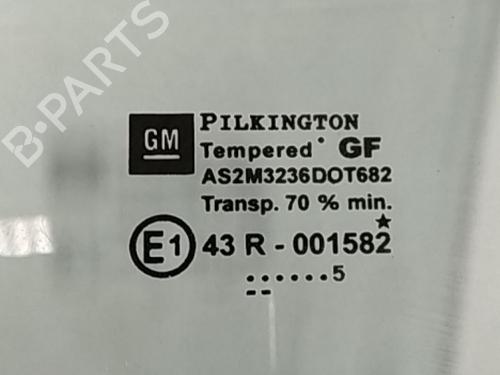 B-PARTS
GM
PILKINGTON
Tempered GF
AS2M3236DOT682
Transp. 70 % min.
E1 43 R - 001582
......5